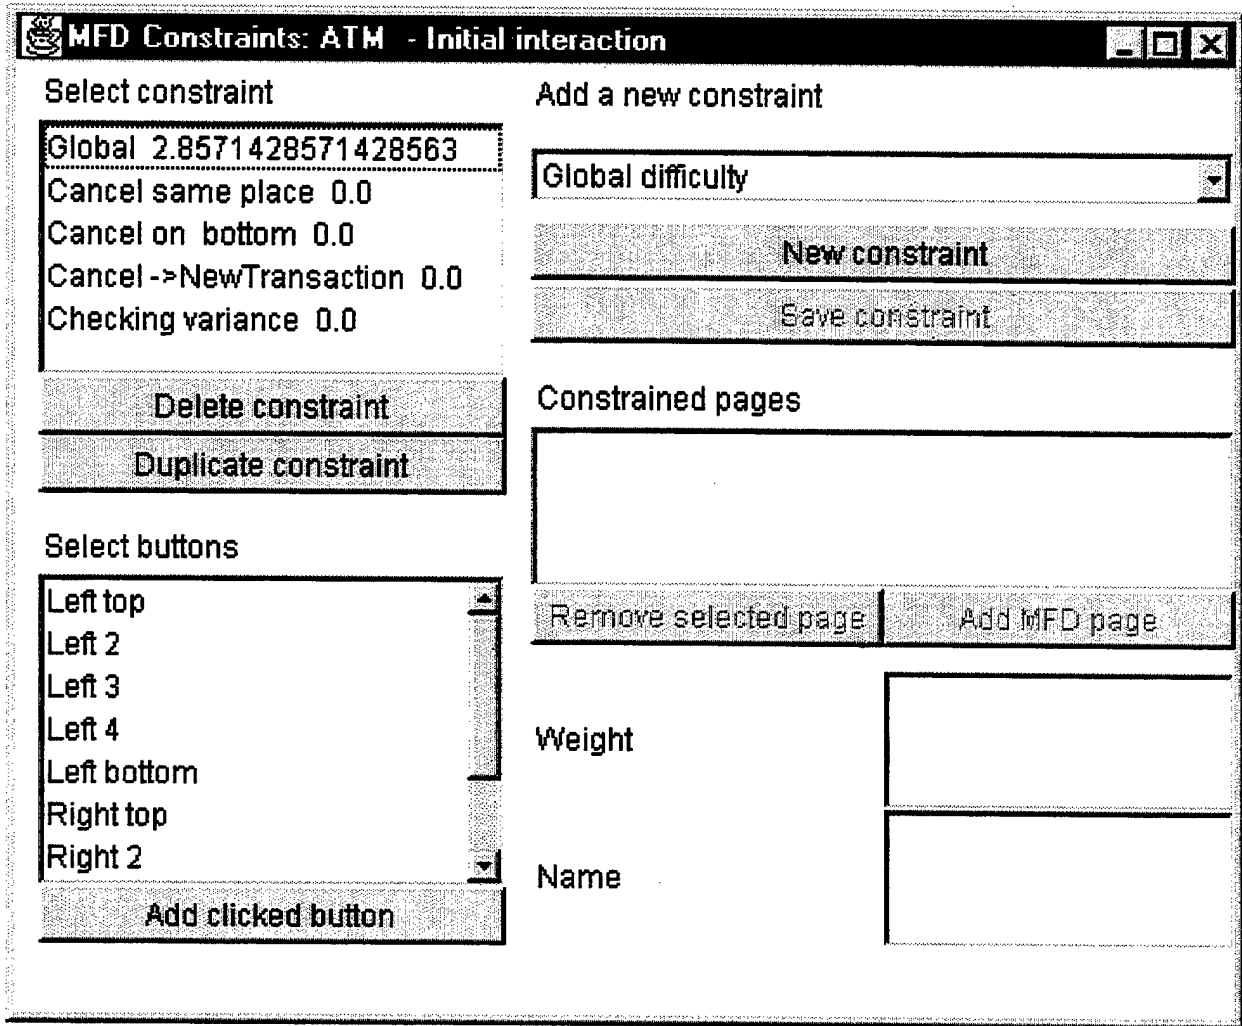 MFD Constraints: ATM - Initial interaction
Select constraint
Global 2.8571428571428563
Cancel same place 0.0
Cancel on bottom 0.0
Cancel ->NewTransaction 0.0
Checking variance 0.0
Delete constraint
Duplicate constraint
Select buttons
Left top
Left 2
Left 3
Left 4
Left bottom
Right top
Right 2
Add clicked button
Add a new constraint
Global difficulty
New constraint
Save constraint
Constrained pages
Remove selected page
Add MFD page
Weight
Name